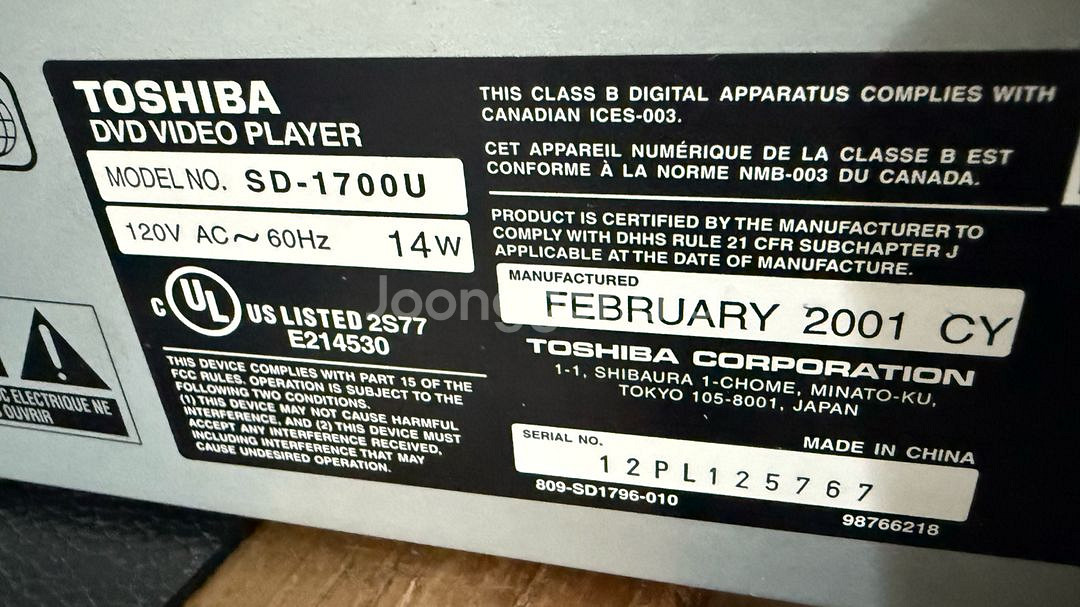 TOSHIBA
DVD VIDEO PLAYER
MODEL NO. SD-1700U
120V AC～60Hz 14W
C UL US LISTED 2S77
E214530
THIS DEVICE COMPLIES WITH PART 15 OF THE
FCC RULES. OPERATION IS SUBJECT TO THE
FOLLOWING TWO CONDITIONS.
(1) THIS DEVICE MAY NOT CAUSE HARMFUL
INTERFERENCE, AND (2) THIS DEVICE MUST
ACCEPT ANY INTERFERENCE RECEIVED,
INCLUDING INTERFERENCE THAT MAY
CAUSE UNDESIRED OPERATION.
THIS CLASS B DIGITAL APPARATUS COMPLIES WITH
CANADIAN ICES-003.
CET APPAREIL NUMÉRIQUE DE LA CLASSE B EST
CONFORME À LA NORME NMB-003 DU CANADA.
PRODUCT IS CERTIFIED BY THE MANUFACTURER TO
COMPLY WITH DHHS RULE 21 CFR SUBCHAPTER J
APPLICABLE AT THE DATE OF MANUFACTURE.
MANUFACTURED
FEBRUARY 2001 CY
TOSHIBA CORPORATION
1-1, SHIBAURA 1-CHOME, MINATO-KU,
TOKYO 105-8001, JAPAN
MADE IN CHINA
SERIAL NO.
12PL125767
809-SD1796-010
98766218
ELECTRIQUE NE
OUVRIR